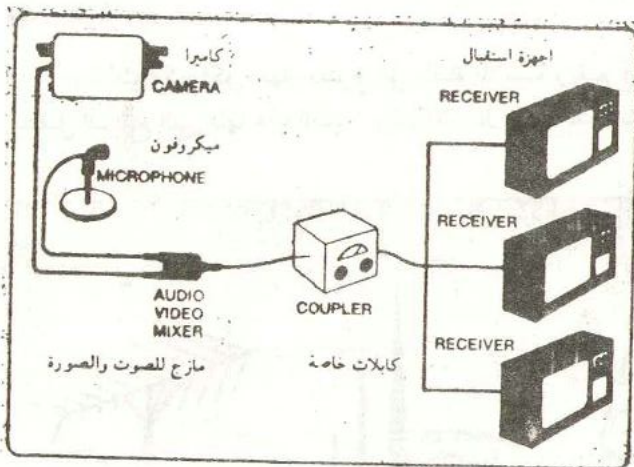 كاميرا
CAMERA
ميكروفون
MICROPHONE
AUDIO
VIDEO
MIXER
مازج للصوت والصورة
COUPLER
كابلات خاصة
اجهزة استقبال
RECEIVER
RECEIVER
RECEIVER